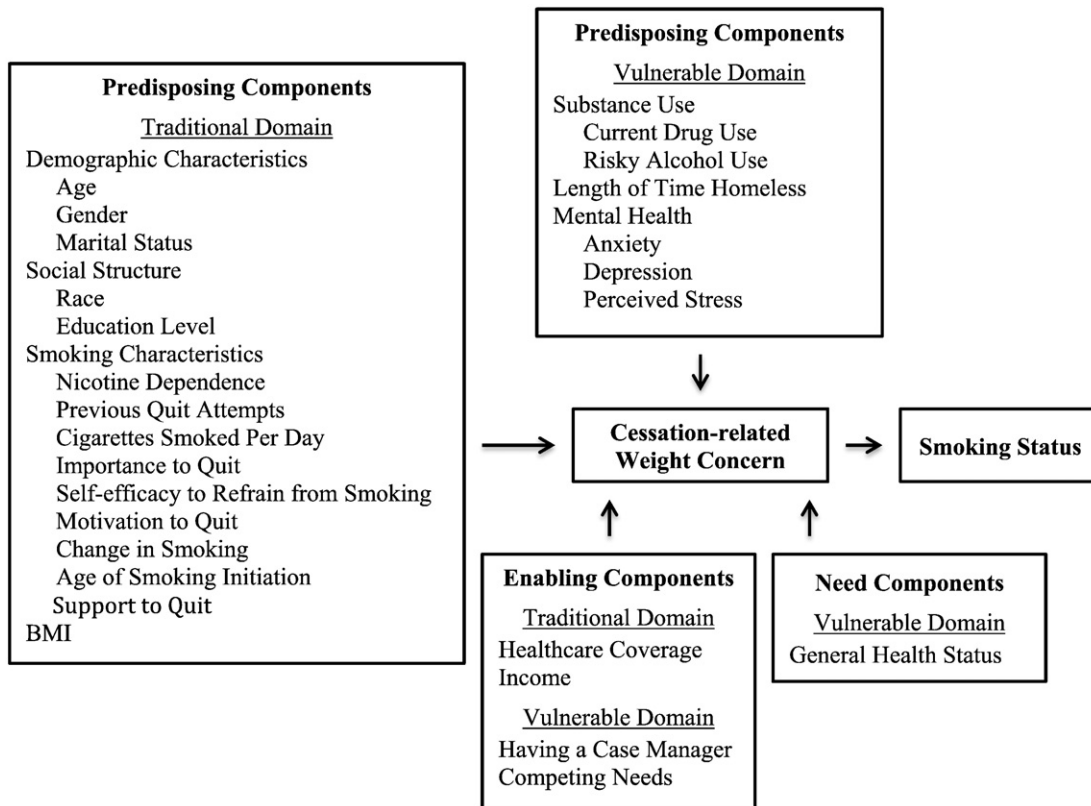 Predisposing Components
Traditional Domain
Demographic Characteristics
Age
Gender
Marital Status
Social Structure
Race
Education Level
Smoking Characteristics
Nicotine Dependence
Previous Quit Attempts
Cigarettes Smoked Per Day
Importance to Quit
Self-efficacy to Refrain from Smoking
Motivation to Quit
Change in Smoking
Age of Smoking Initiation
Support to Quit
BMI
Predisposing Components
Vulnerable Domain
Substance Use
Current Drug Use
Risky Alcohol Use
Length of Time Homeless
Mental Health
Anxiety
Depression
Perceived Stress
Cessation-related
Weight Concern
Smoking Status
Enabling Components
Traditional Domain
Healthcare Coverage
Income
Vulnerable Domain
Having a Case Manager
Competing Needs
Need Components
Vulnerable Domain
General Health Status